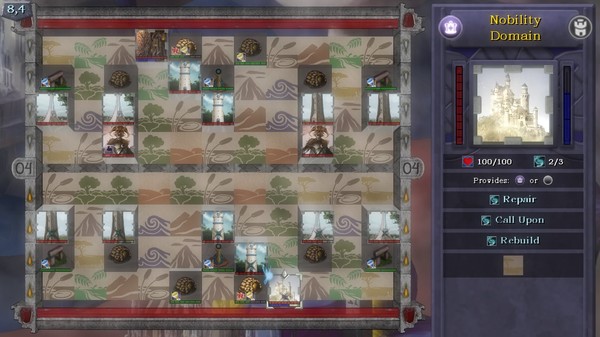 8,4
Nobility
Domain
04
04
100/100
2/3
Provides:
or
Repair
Call Upon
Rebuild